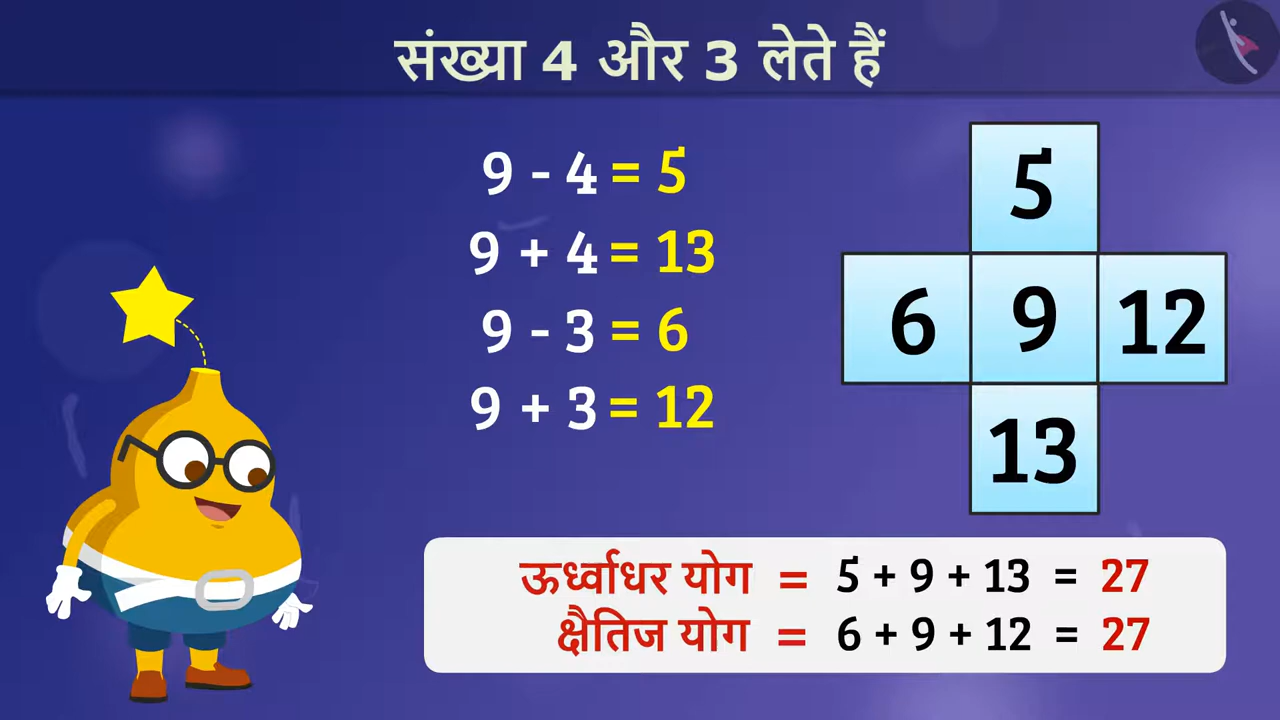 संख्या 4 और 3 लेते हैं
9 - 4 = 5
9 + 4 = 13
9 - 3 = 6
9 + 3 = 12
5
6 9 12
13
ऊर्ध्वाधर योग = 5 + 9 + 13 = 27
क्षैतिज योग = 6 + 9 + 12 = 27